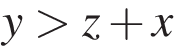 y > z + x